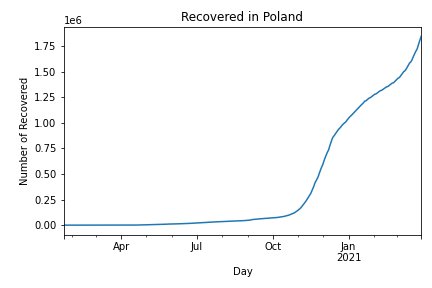 Recovered in Poland
1e6
1.75
1.50
1.25
1.00
0.75
0.50
0.25
0.00
Number of Recovered
Apr
Jul
Oct
Jan
2021
Day